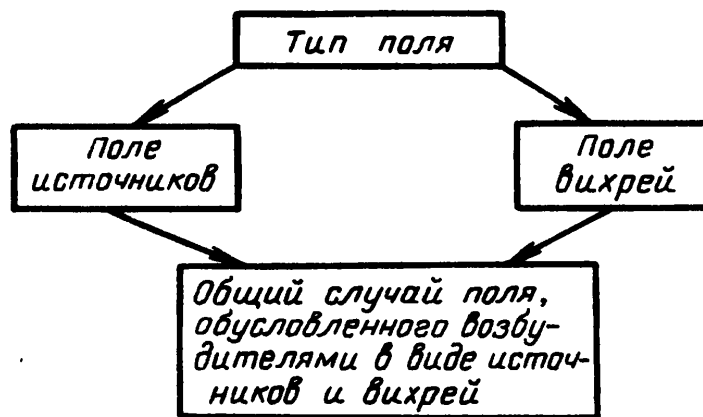 Тип поля
Поле
источников
Поле
вихрей
Общий случай поля,
обусловленного возбу-
дителями в виде источ-
ников и вихрей